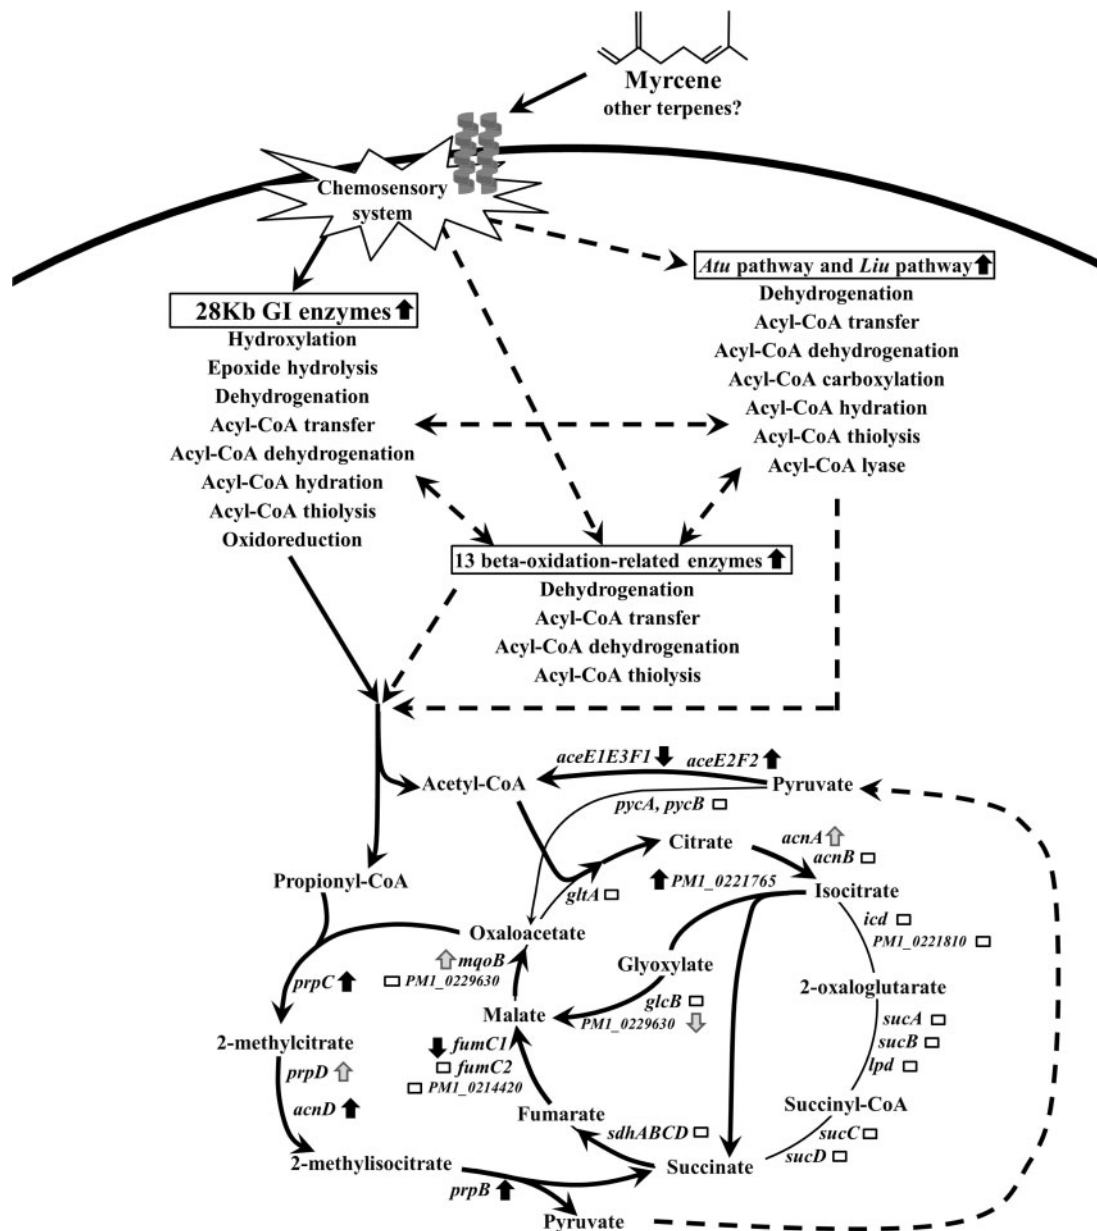 Myrcene
other terpenes?
Chemosensory
system
Atu pathway and Liu pathway
Dehydrogenation
Acyl-CoA transfer
Acyl-CoA dehydrogenation
Acyl-CoA carboxylation
Acyl-CoA hydration
Acyl-CoA thiolysis
Acyl-CoA lyase
28Kb GI enzymes
Hydroxylation
Epoxide hydrolysis
Dehydrogenation
Acyl-CoA transfer
Acyl-CoA dehydrogenation
Acyl-CoA hydration
Acyl-CoA thiolysis
Oxidoreduction
13 beta-oxidation-related enzymes
Dehydrogenation
Acyl-CoA transfer
Acyl-CoA dehydrogenation
Acyl-CoA thiolysis
aceE1E3F1
aceE2F2
Acetyl-CoA
Pyruvate
pycA, pycB
Citrate
acnA
acnB
Propionyl-CoA
gltA
PM1_0221765
Isocitrate
icd
PM1_0221810
Oxaloacetate
mqoB
PM1_0229630
Glyoxylate
glcB
PM1_0229630
2-oxaloglutarate
prpC
Malate
sucA
sucB
lpd
2-methylcitrate
prpD
acnD
fumC1
fumC2
PM1_0214420
Fumarate
sdhABCD
Succinyl-CoA
sucC
sucD
2-methylisocitrate
prpB
Succinate
Pyruvate